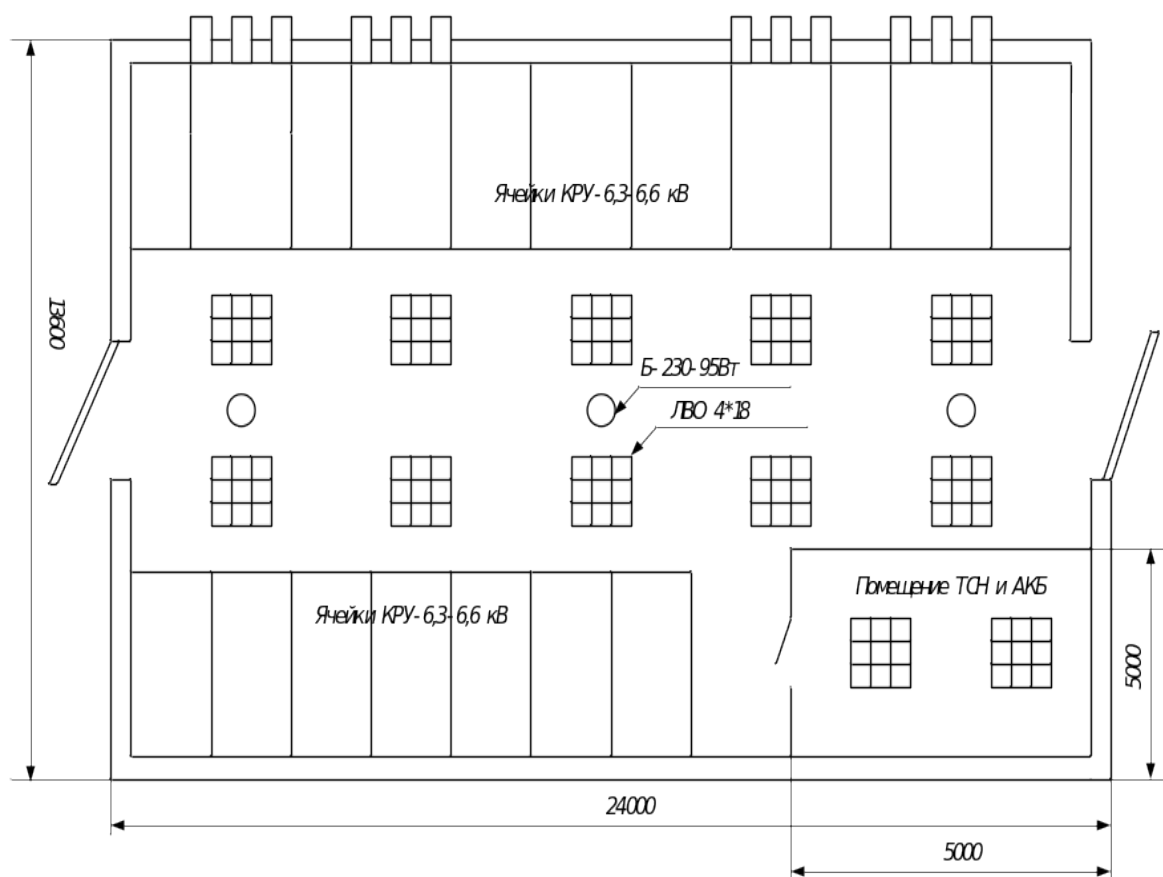 Ячейки КРУ-6,3-6,6 кВ
13600
Б-230-95Вт
ЛВО 4*18
Помещение ТСН и АКБ
Ячейки КРУ-6,3-6,6 кВ
5000
24000
5000